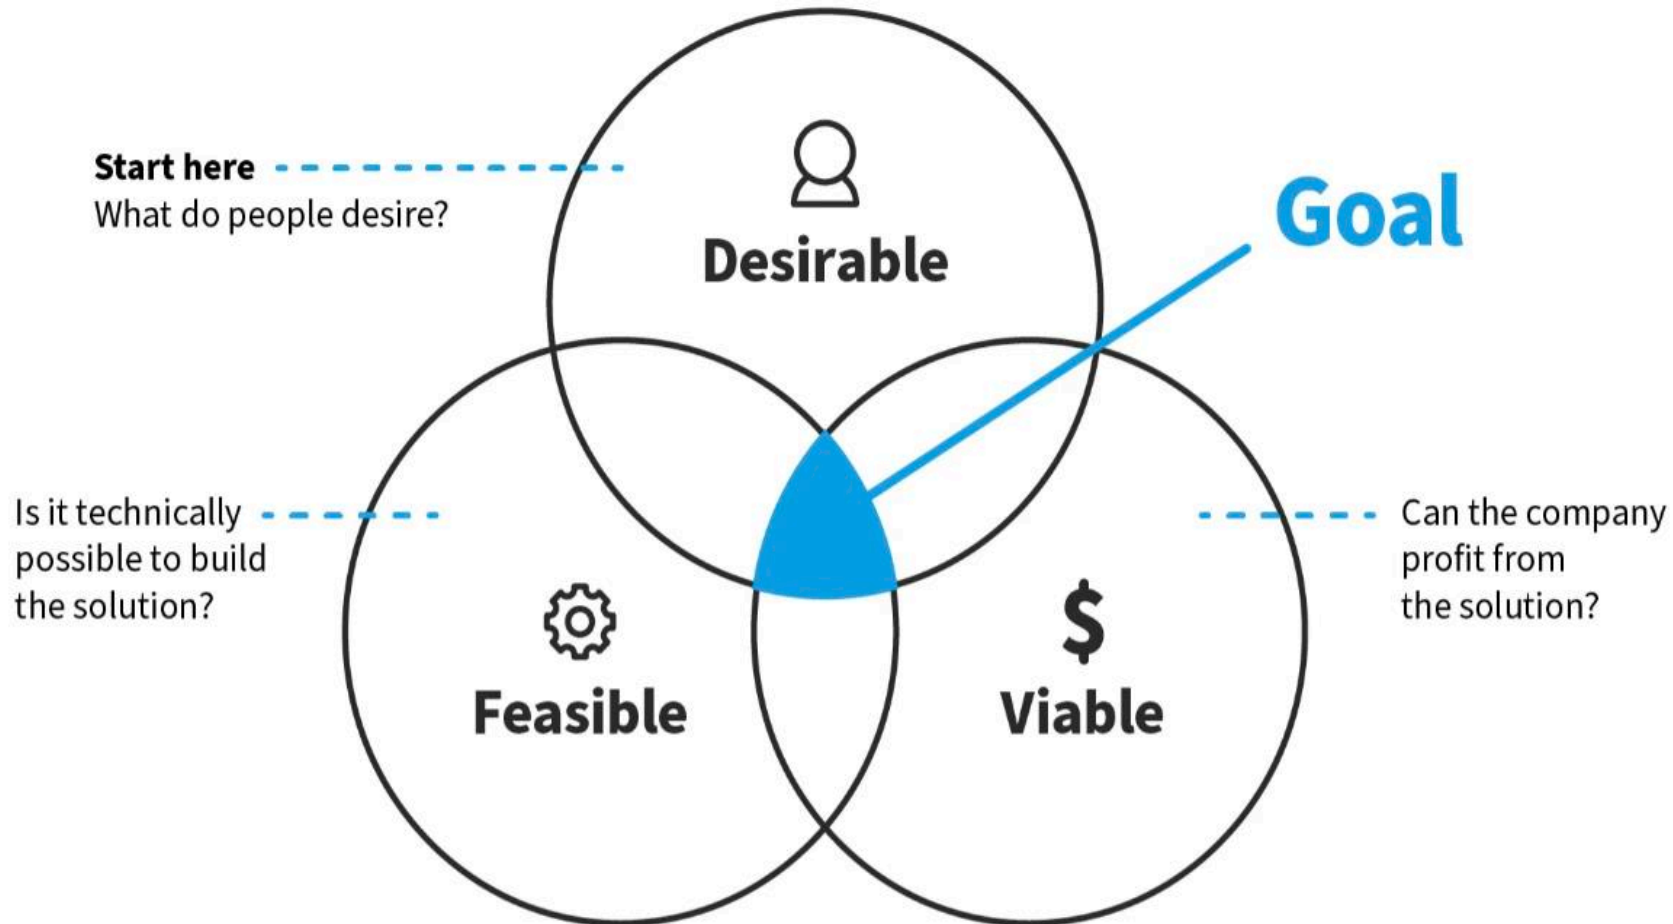 Start here
What do people desire?
Desirable
Goal
Is it technically
possible to build
the solution?
Feasible
$
Viable
Can the company
profit from
the solution?